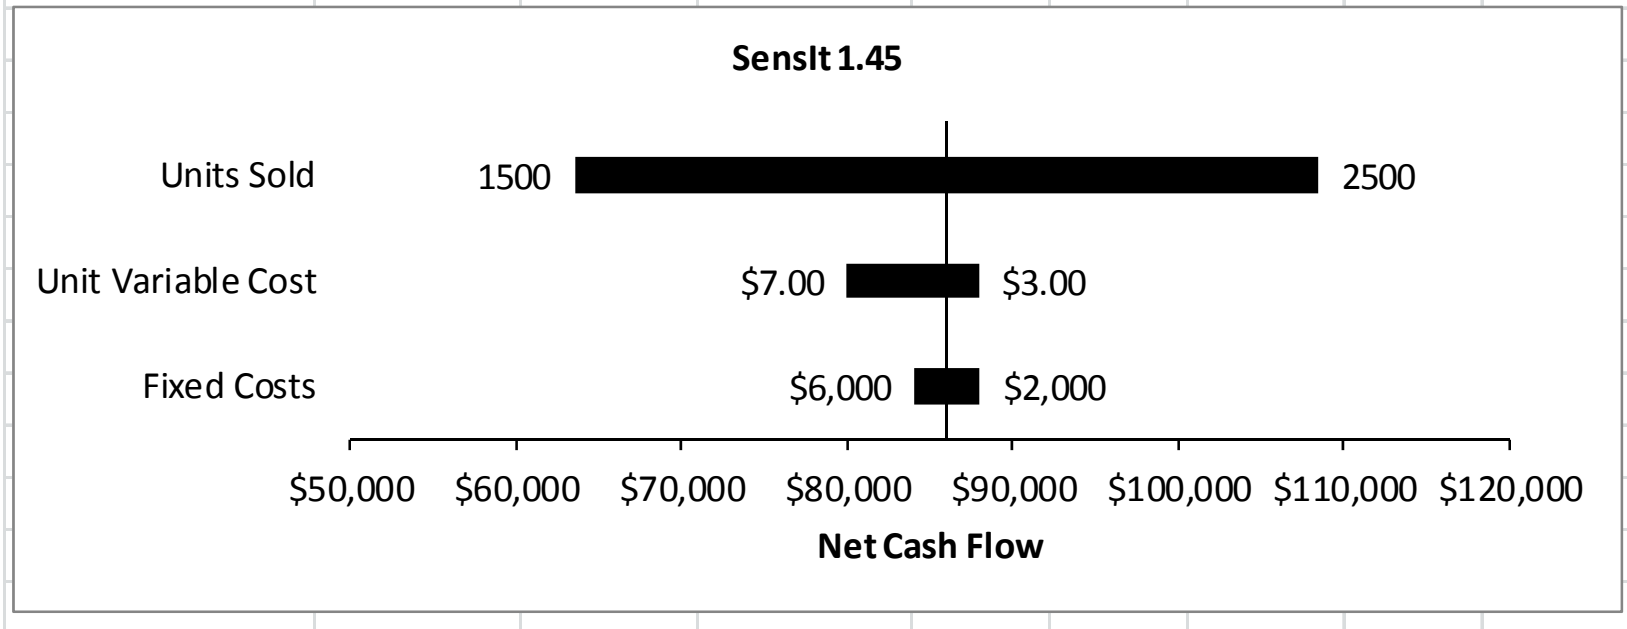 SensIt 1.45
Units Sold 1500 2500
Unit Variable Cost $7.00 $3.00
Fixed Costs $6,000 $2,000
$50,000 $60,000 $70,000 $80,000 $90,000 $100,000 $110,000 $120,000
Net Cash Flow